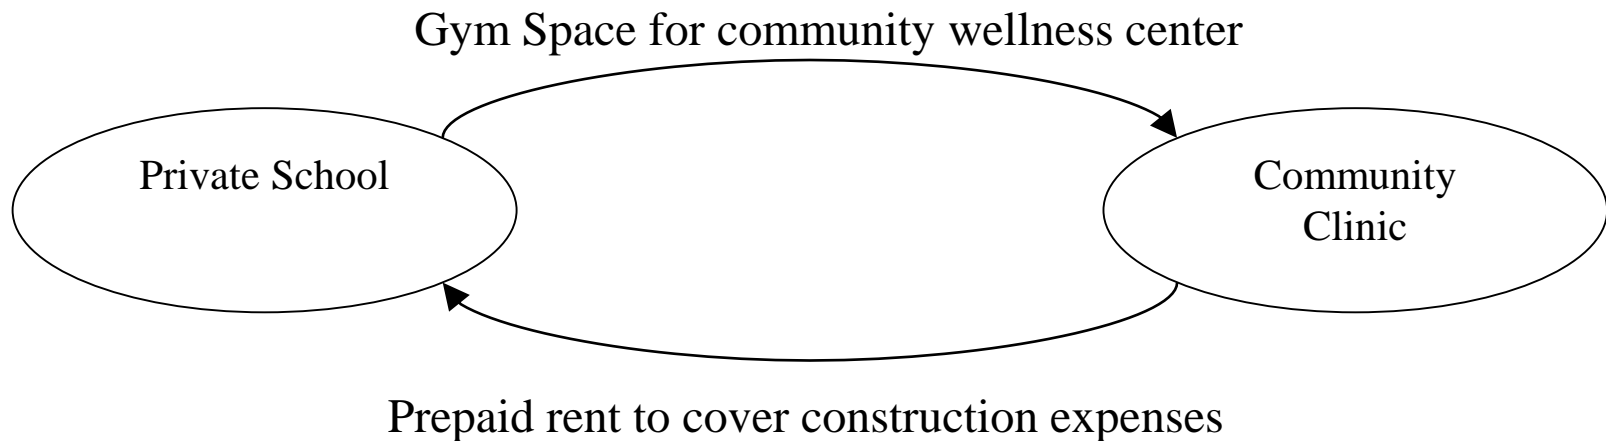 Gym Space for community wellness center
Private School
Community
Clinic
Prepaid rent to cover construction expenses